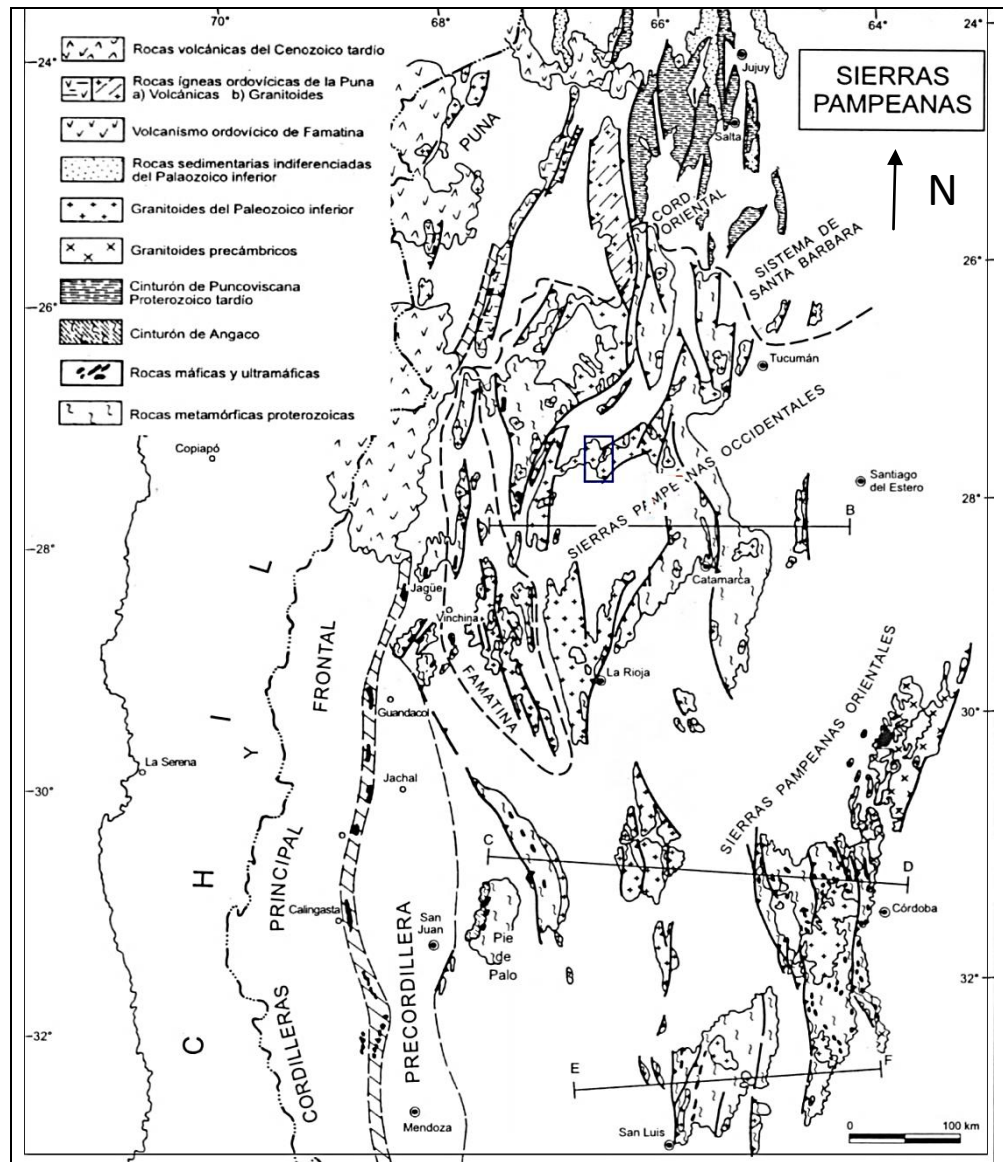 70°
68°
66°
64°
24°
24°
26°
26°
28°
28°
30°
30°
32°
32°
Rocas volcánicas del Cenozoico tardío
Rocas ígneas ordovícicas de la Puna
a) Volcánicas b) Granitoides
Volcanismo ordovícico de Famatina
Rocas sedimentarias indiferenciadas
del Palaozoico inferior
Granitoides del Paleozoico inferior
Granitoides precámbricos
Cinturón de Puncoviscana
Proterozoico tardío
Cinturón de Angaco
Rocas máficas y ultramáficas
Rocas metamórficas proterozoicas
SIERRAS
PAMPEANAS
N
Jujuy
Salta
PUNA
CORD
ORIENTAL
SISTEMA DE
SANTA BARBARA
Tucumán
Copiapó
SIERRAS PAMPEANAS OCCIDENTALES
Santiago
del Estero
A
B
Catamarca
Jagüe
Vinchina
FAMATINA
La Rioja
Guandacol
SIERRAS PAMPEANAS ORIENTALES
La Serena
Jachal
C
D
Córdoba
Calingasta
San
Juan
Pie
de
Palo
E
F
Mendoza
San Luis
0 100 km
C H I L
Y
FRONTAL
PRINCIPAL
CORDILLERAS
PRECORDILLERA